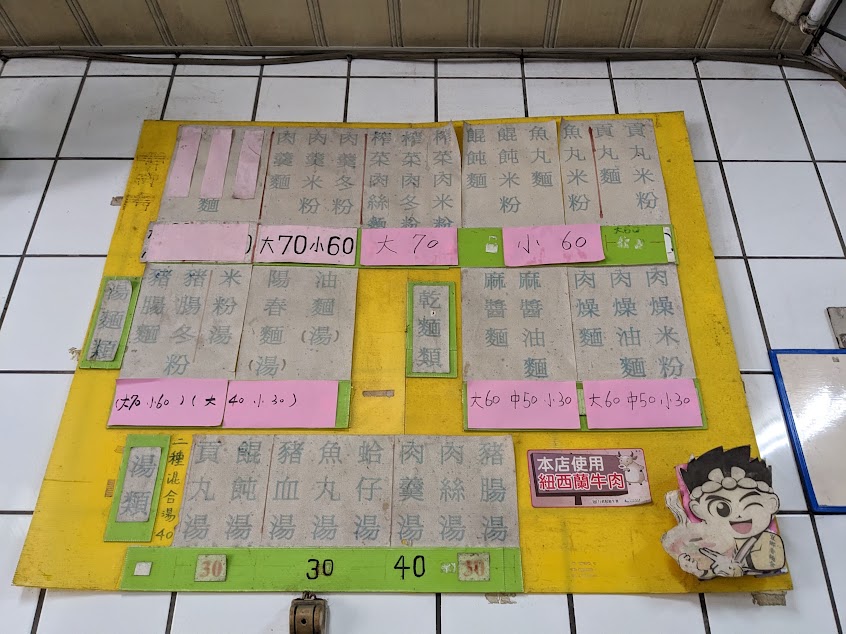 麵
肉羹麵
肉羹米粉
肉羹冬粉
榨菜肉絲麵
榨菜肉冬粉
榨菜肉米粉
餛飩麵
餛飩米粉
魚丸麵
魚丸米粉
貢丸麵
貢丸米粉
大70小60
大 70
小 60
湯麵類
豬腸麵
豬腸冬粉
米粉湯
陽春麵(湯)
油麵(湯)
(大70 小60)(大 40 小30)
乾麵類
麻醬麵
麻醬油麵
肉燥麵
肉燥油麵
肉燥米粉
大60 中50 小30
大60 中50 小30
湯類
二種混合湯40
貢丸湯
餛飩湯
豬血湯
魚丸湯
蛤仔湯
肉羹湯
肉絲湯
豬腸湯
30
30
40
30
本店使用
紐西蘭牛肉